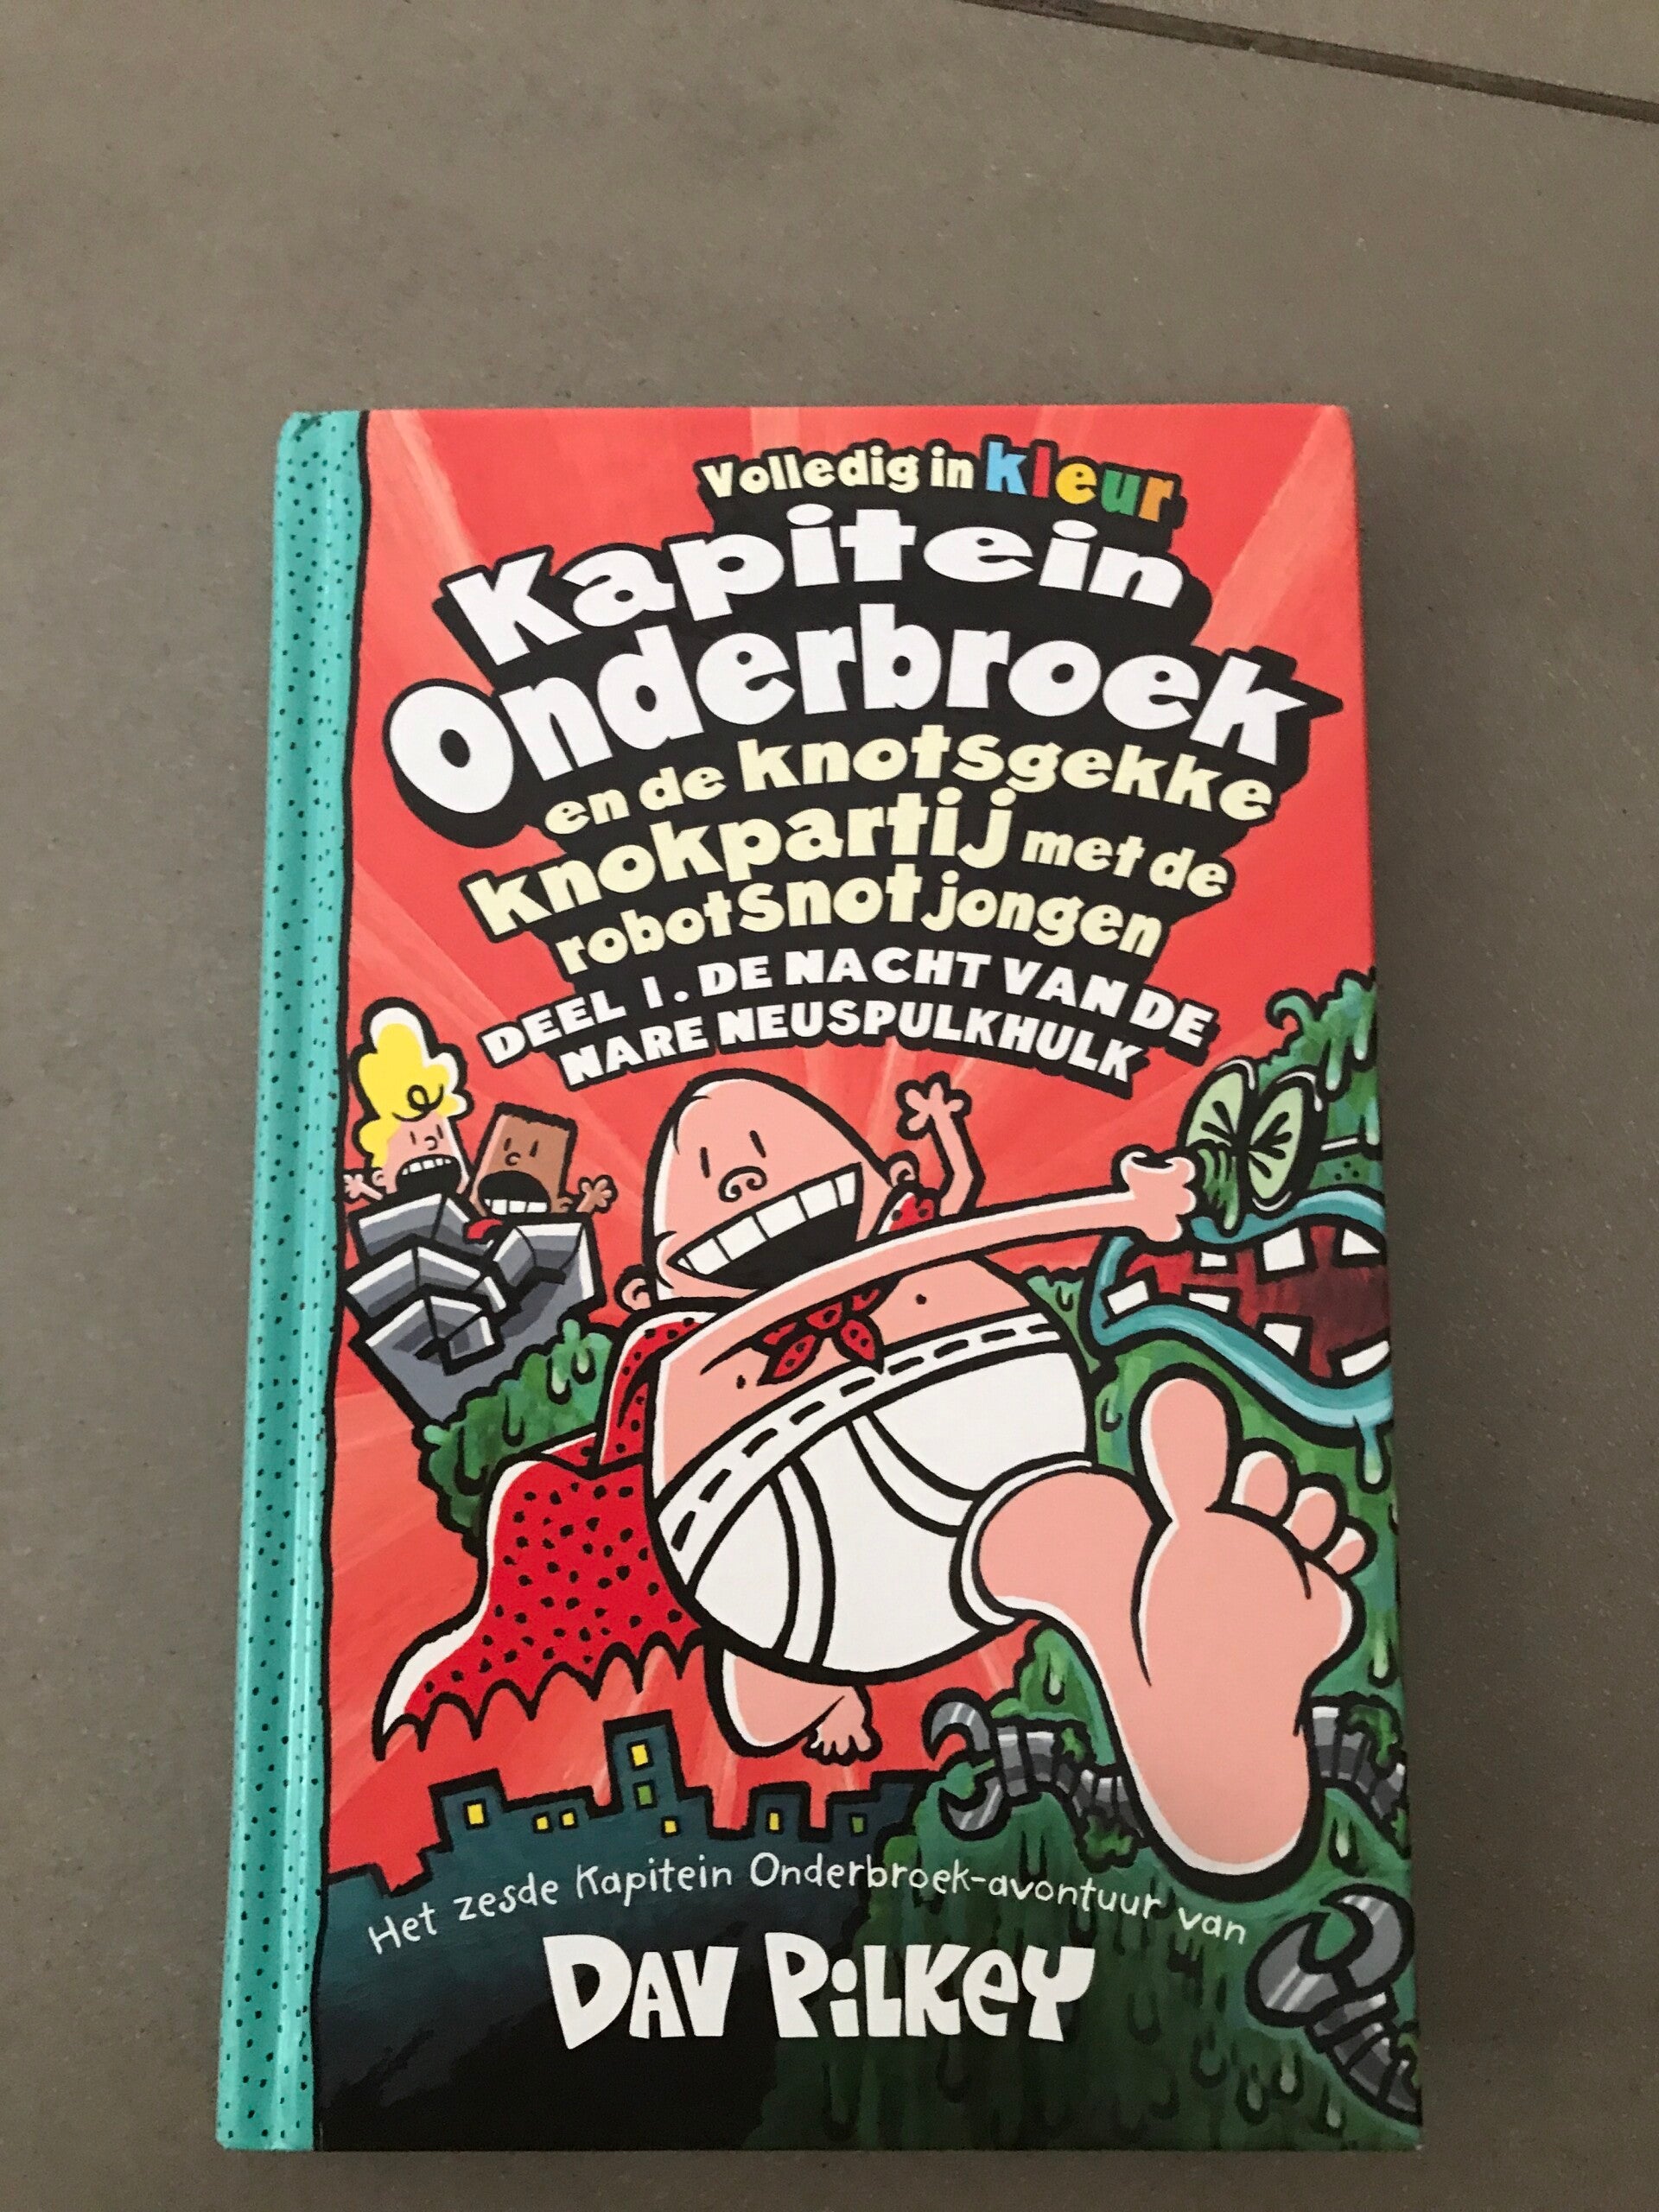 Volledig in kleur
Kapitein
Onderbroek
en de knotsgekke
knokpartij met de
robotsnotjongen
DEEL 1. DE NACHT VAN DE
NARE NEUSPULKHULK
Het zesde Kapitein Onderbroek-avontuur van
DAV PiLKEY